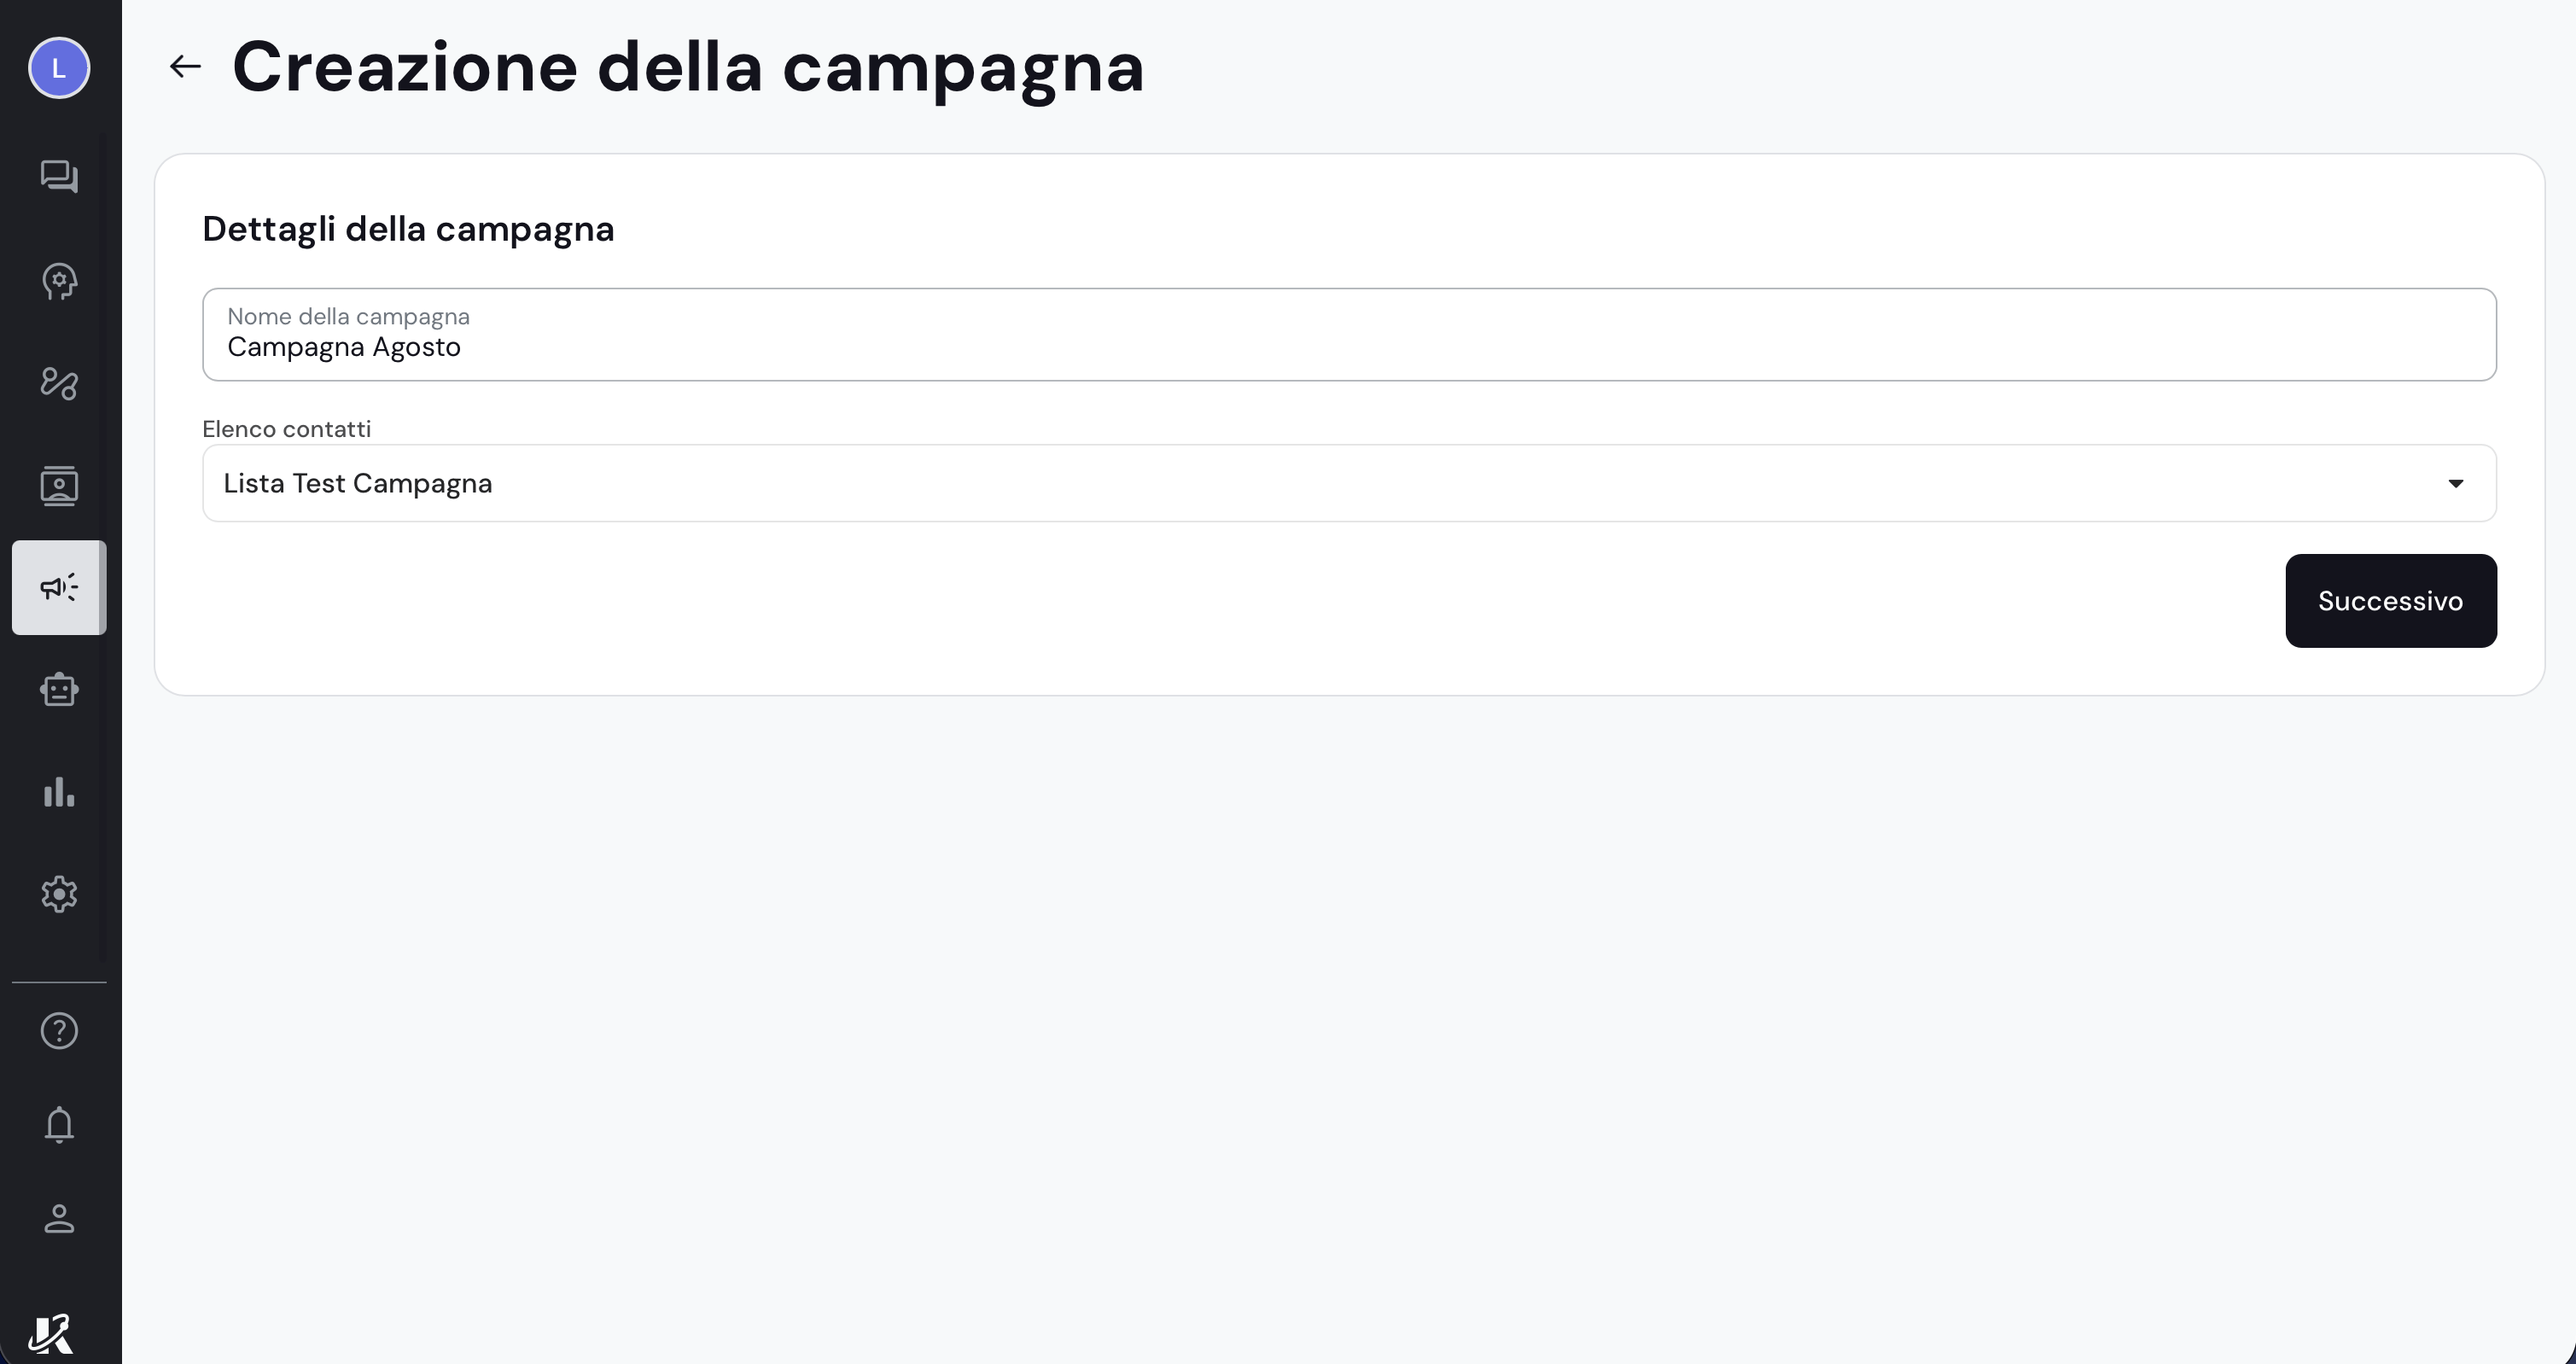 L
Creazione della campagna
Dettagli della campagna
Nome della campagna
Campagna Agosto
Elenco contatti
Lista Test Campagna
Successivo